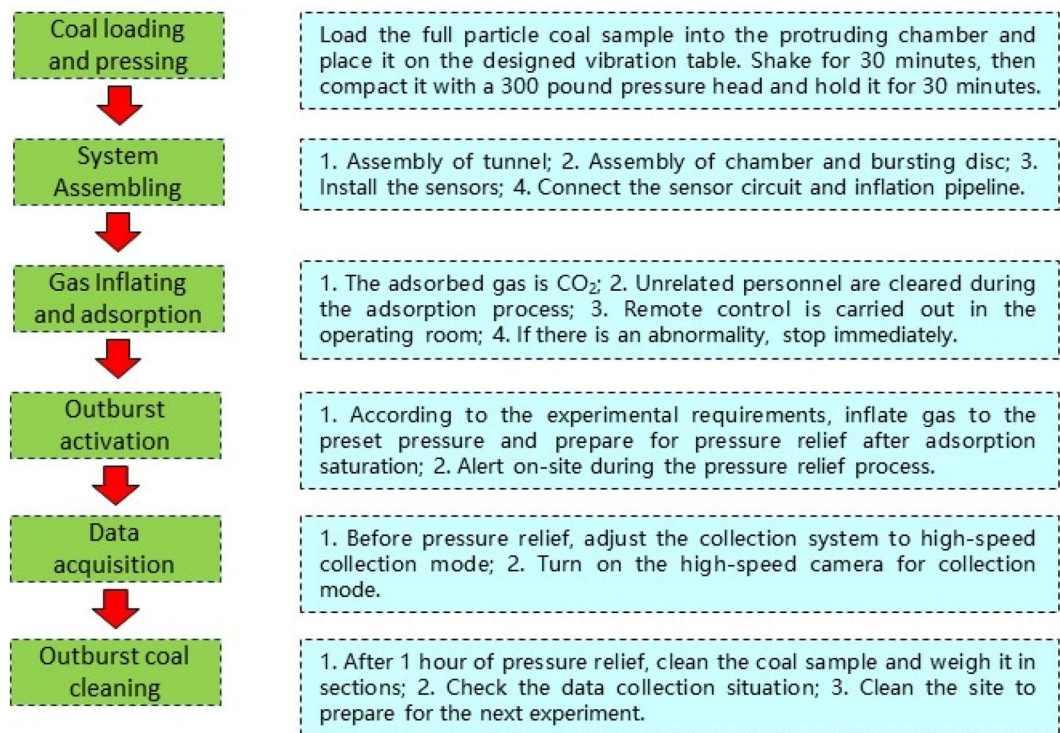 Coal loading
and pressing
Load the full particle coal sample into the protruding chamber and
place it on the designed vibration table. Shake for 30 minutes, then
compact it with a 300 pound pressure head and hold it for 30 minutes.
System
Assembling
1. Assembly of tunnel; 2. Assembly of chamber and bursting disc; 3.
Install the sensors; 4. Connect the sensor circuit and inflation pipeline.
Gas Inflating
and adsorption
1. The adsorbed gas is CO₂; 2. Unrelated personnel are cleared during
the adsorption process; 3. Remote control is carried out in the
operating room; 4. If there is an abnormality, stop immediately.
Outburst
activation
1. According to the experimental requirements, inflate gas to the
preset pressure and prepare for pressure relief after adsorption
saturation; 2. Alert on-site during the pressure relief process.
Data
acquisition
1. Before pressure relief, adjust the collection system to high-speed
collection mode; 2. Turn on the high-speed camera for collection
mode.
Outburst coal
cleaning
1. After 1 hour of pressure relief, clean the coal sample and weigh it in
sections; 2. Check the data collection situation; 3. Clean the site to
prepare for the next experiment.